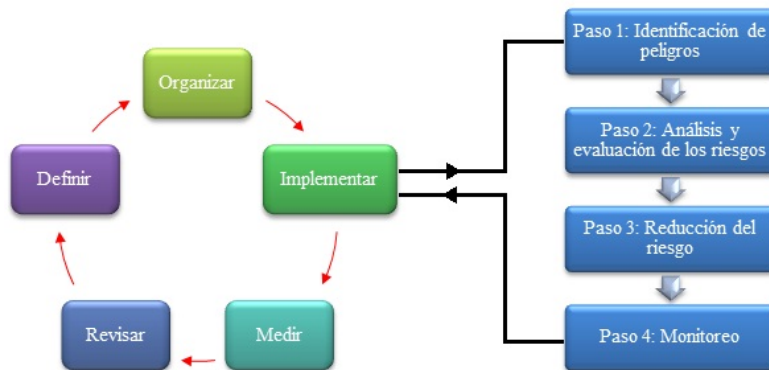 Organizar
Definir
Implementar
Revisar
Medir
Paso 1: Identificación de
peligros
Paso 2: Análisis y
evaluación de los riesgos
Paso 3: Reducción del
riesgo
Paso 4: Monitoreo